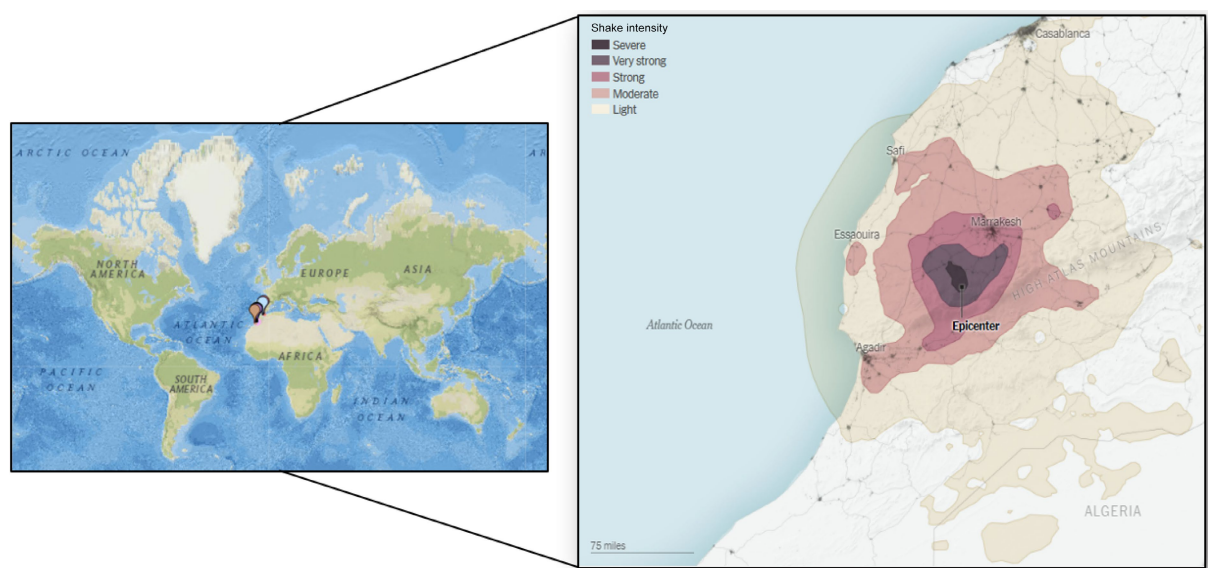 ARCTIC OCEAN
AR
NORTH
AMERICA
EUROPE
ASIA
ATLANTIC
OCEAN
AFRICA
PACIFIC
OCEAN
SOUTH
AMERICA
INDIAN
OCEAN
Shake intensity
Severe
Very strong
Strong
Moderate
Light
Casablanca
Safi
Marrakesh
Essaouira
HIGH ATLAS MOUNTAINS
Atlantic Ocean
Epicenter
Agadir
ALGERIA
75 miles